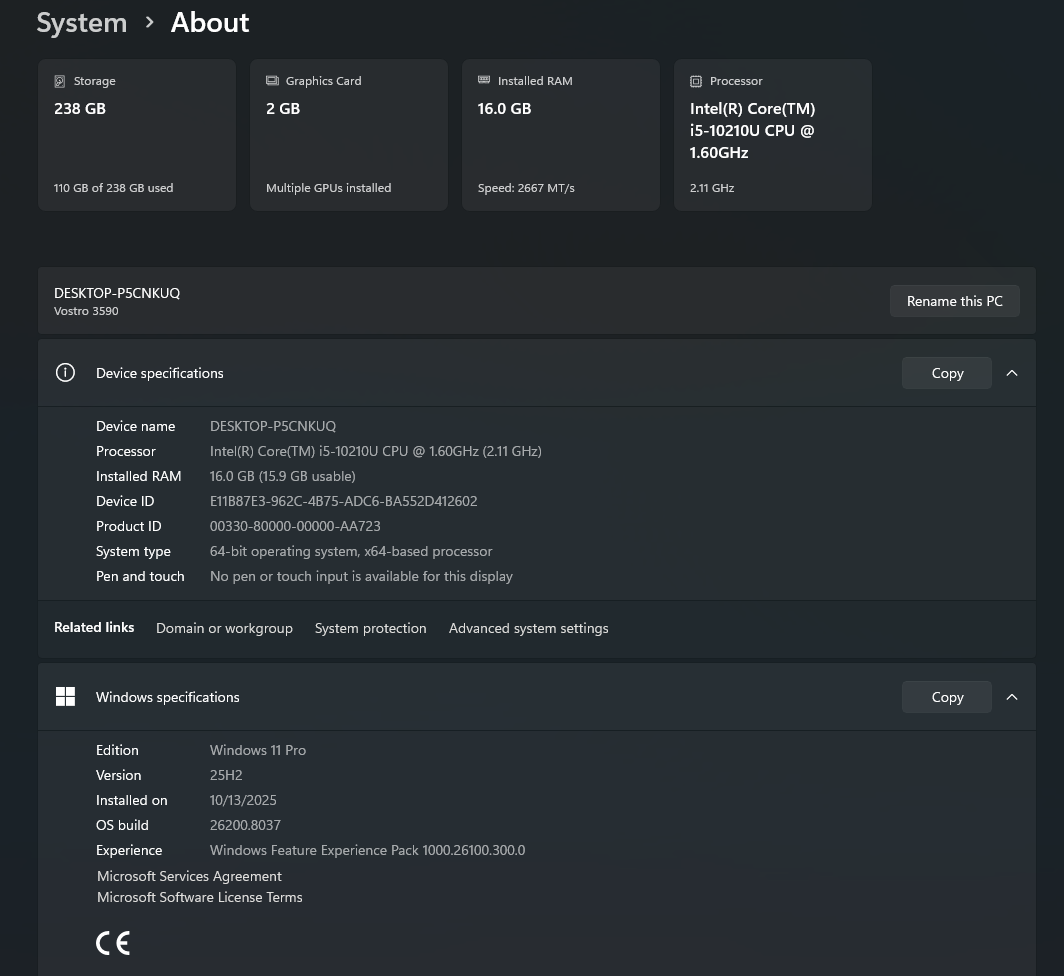 System > About
Storage
238 GB
110 GB of 238 GB used
Graphics Card
2 GB
Multiple GPUs installed
Installed RAM
16.0 GB
Speed: 2667 MT/s
Processor
Intel(R) Core(TM)
i5-10210U CPU @
1.60GHz
2.11 GHz
DESKTOP-P5CNKUQ
Vostro 3590
Rename this PC
Device specifications
Copy
Device name DESKTOP-P5CNKUQ
Processor Intel(R) Core(TM) i5-10210U CPU @ 1.60GHz (2.11 GHz)
Installed RAM 16.0 GB (15.9 GB usable)
Device ID E11B87E3-962C-4B75-ADC6-BA552D412602
Product ID 00330-80000-00000-AA723
System type 64-bit operating system, x64-based processor
Pen and touch No pen or touch input is available for this display
Related links Domain or workgroup System protection Advanced system settings
Windows specifications
Copy
Edition Windows 11 Pro
Version 25H2
Installed on 10/13/2025
OS build 26200.8037
Experience Windows Feature Experience Pack 1000.26100.300.0
Microsoft Services Agreement
Microsoft Software License Terms
CE